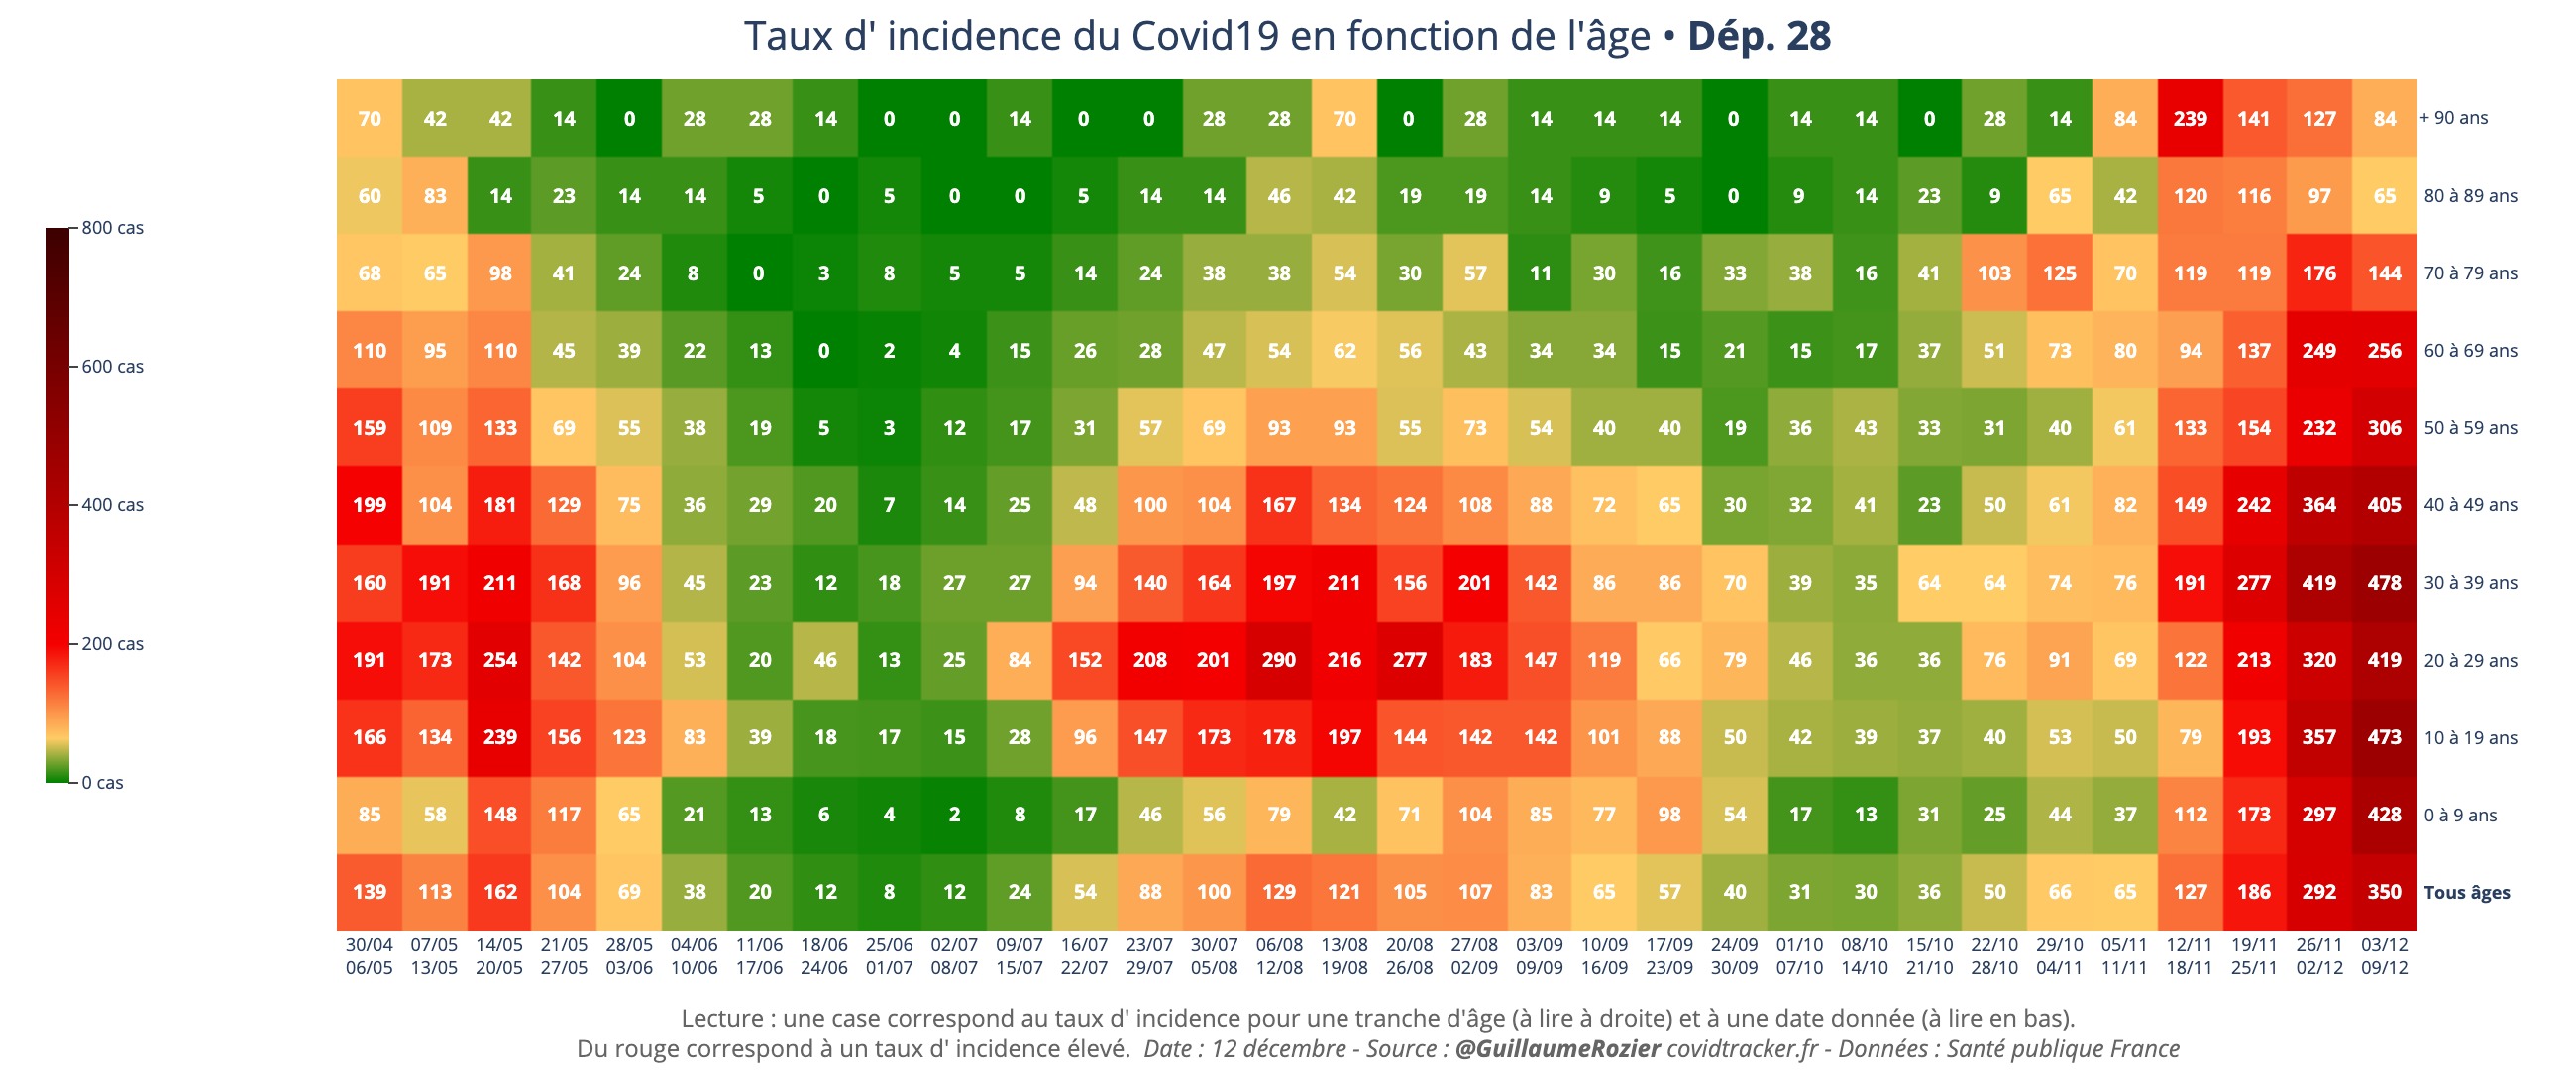 Taux d' incidence du Covid19 en fonction de l'âge • Dép. 28
800 cas
600 cas
400 cas
200 cas
0 cas
70 42 42 14 0 28 28 14 0 0 14 0 0 28 28 70 0 28 14 14 14 0 14 14 0 28 14 84 239 141 127 84 + 90 ans
60 83 14 23 14 14 5 0 5 0 0 5 14 14 46 42 19 19 14 9 5 0 9 14 23 9 65 42 120 116 97 65 80 à 89 ans
68 65 98 41 24 8 0 3 8 5 5 14 24 38 38 54 30 57 11 30 16 33 38 16 41 103 125 70 119 119 176 144 70 à 79 ans
110 95 110 45 39 22 13 0 2 4 15 26 28 47 54 62 56 43 34 34 15 21 15 17 37 51 73 80 94 137 249 256 60 à 69 ans
159 109 133 69 55 38 19 5 3 12 17 31 57 69 93 93 55 73 54 40 40 19 36 43 33 31 40 61 133 154 232 306 50 à 59 ans
199 104 181 129 75 36 29 20 7 14 25 48 100 104 167 134 124 108 88 72 65 30 32 41 23 50 61 82 149 242 364 405 40 à 49 ans
160 191 211 168 96 45 23 12 18 27 27 94 140 164 197 211 156 201 142 86 86 70 39 35 64 64 74 76 191 277 419 478 30 à 39 ans
191 173 254 142 104 53 20 46 13 25 84 152 208 201 290 216 277 183 147 119 66 79 46 36 36 76 91 69 122 213 320 419 20 à 29 ans
166 134 239 156 123 83 39 18 17 15 28 96 147 173 178 197 144 142 142 101 88 50 42 39 37 40 53 50 79 193 357 473 10 à 19 ans
85 58 148 117 65 21 13 6 4 2 8 17 46 56 79 42 71 104 85 77 98 54 17 13 31 25 44 37 112 173 297 428 0 à 9 ans
139 113 162 104 69 38 20 12 8 12 24 54 88 100 129 121 105 107 83 65 57 40 31 30 36 50 66 65 127 186 292 350 Tous âges
30/04 07/05 14/05 21/05 28/05 04/06 11/06 18/06 25/06 02/07 09/07 16/07 23/07 30/07 06/08 13/08 20/08 27/08 03/09 10/09 17/09 24/09 01/10 08/10 15/10 22/10 29/10 05/11 12/11 19/11 26/11 03/12
06/05 13/05 20/05 27/05 03/06 10/06 17/06 24/06 01/07 08/07 15/07 22/07 29/07 05/08 12/08 19/08 26/08 02/09 09/09 16/09 23/09 30/09 07/10 14/10 21/10 28/10 04/11 11/11 18/11 25/11 02/12 09/12
Lecture : une case correspond au taux d' incidence pour une tranche d'âge (à lire à droite) et à une date donnée (à lire en bas).
Du rouge correspond à un taux d' incidence élevé. Date : 12 décembre - Source : @GuillaumeRozier covidtracker.fr - Données : Santé publique France